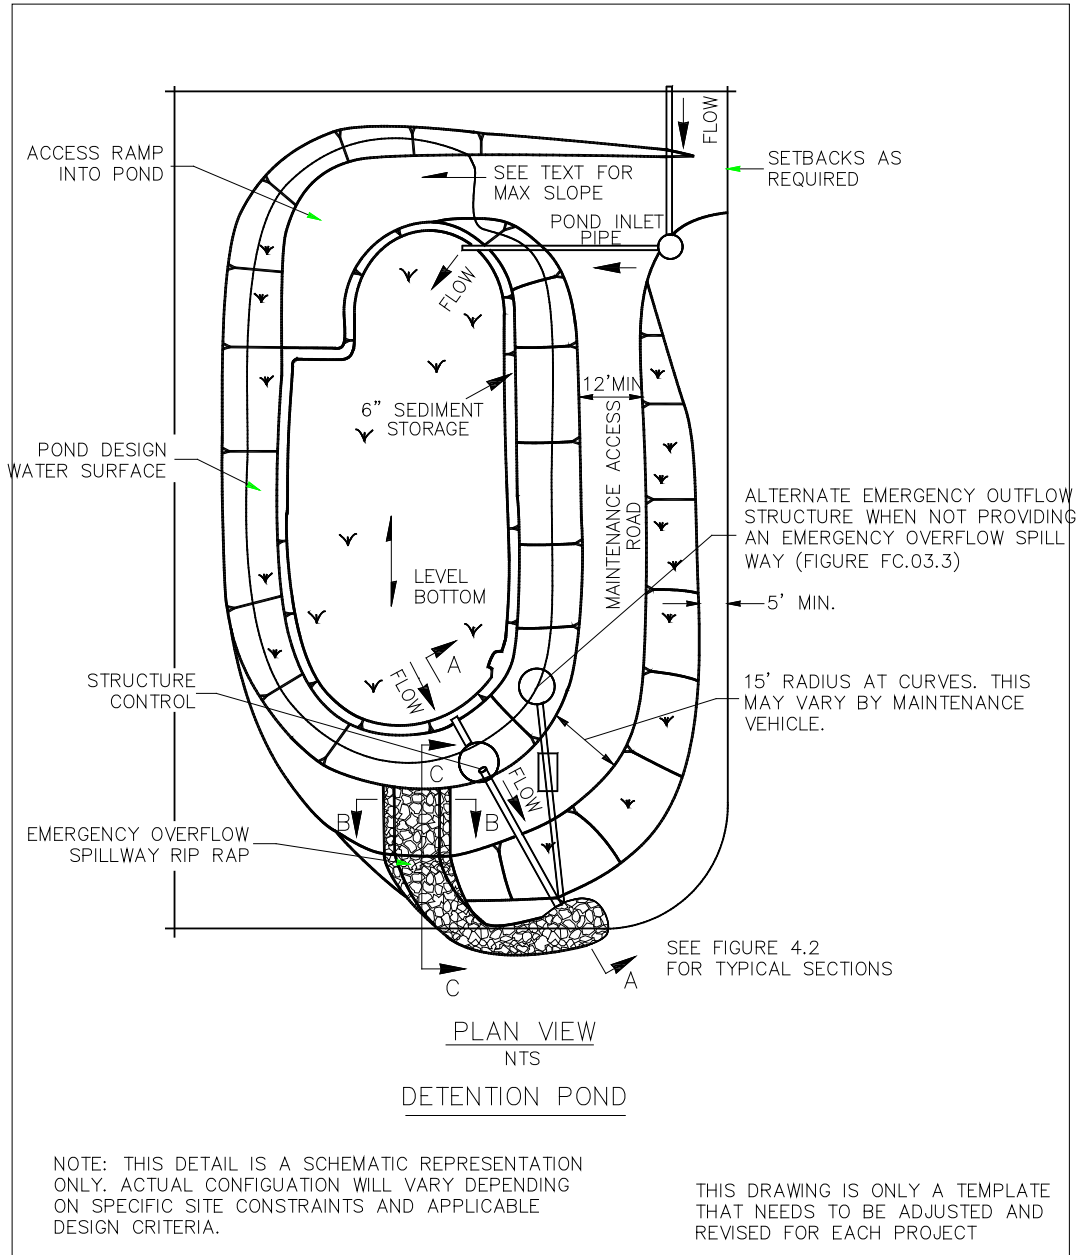 FLOW
ACCESS RAMP
INTO POND
SETBACKS AS
REQUIRED
SEE TEXT FOR
MAX SLOPE
POND INLET
PIPE
FLOW
12'MIN
6" SEDIMENT
STORAGE
MAINTENANCE ACCESS
ROAD
POND DESIGN
WATER SURFACE
ALTERNATE EMERGENCY OUTFLOW
STRUCTURE WHEN NOT PROVIDING
AN EMERGENCY OVERFLOW SPILL
WAY (FIGURE FC.03.3)
LEVEL
BOTTOM
5' MIN.
A
FLOW
STRUCTURE
CONTROL
15' RADIUS AT CURVES. THIS
MAY VARY BY MAINTENANCE
VEHICLE.
C
FLOW
B
B
EMERGENCY OVERFLOW
SPILLWAY RIP RAP
SEE FIGURE 4.2
FOR TYPICAL SECTIONS
A
C
PLAN VIEW
NTS
DETENTION POND
NOTE: THIS DETAIL IS A SCHEMATIC REPRESENTATION
ONLY. ACTUAL CONFIGUATION WILL VARY DEPENDING
ON SPECIFIC SITE CONSTRAINTS AND APPLICABLE
DESIGN CRITERIA.
THIS DRAWING IS ONLY A TEMPLATE
THAT NEEDS TO BE ADJUSTED AND
REVISED FOR EACH PROJECT